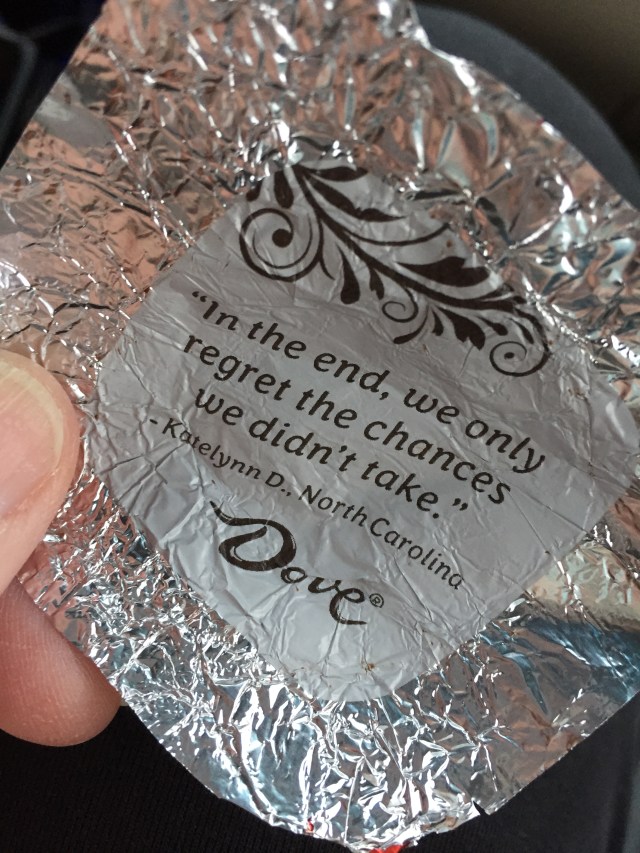 “In the end, we only
regret the chances
we didn't take.”
- Katelynn D., North Carolina
Dove®